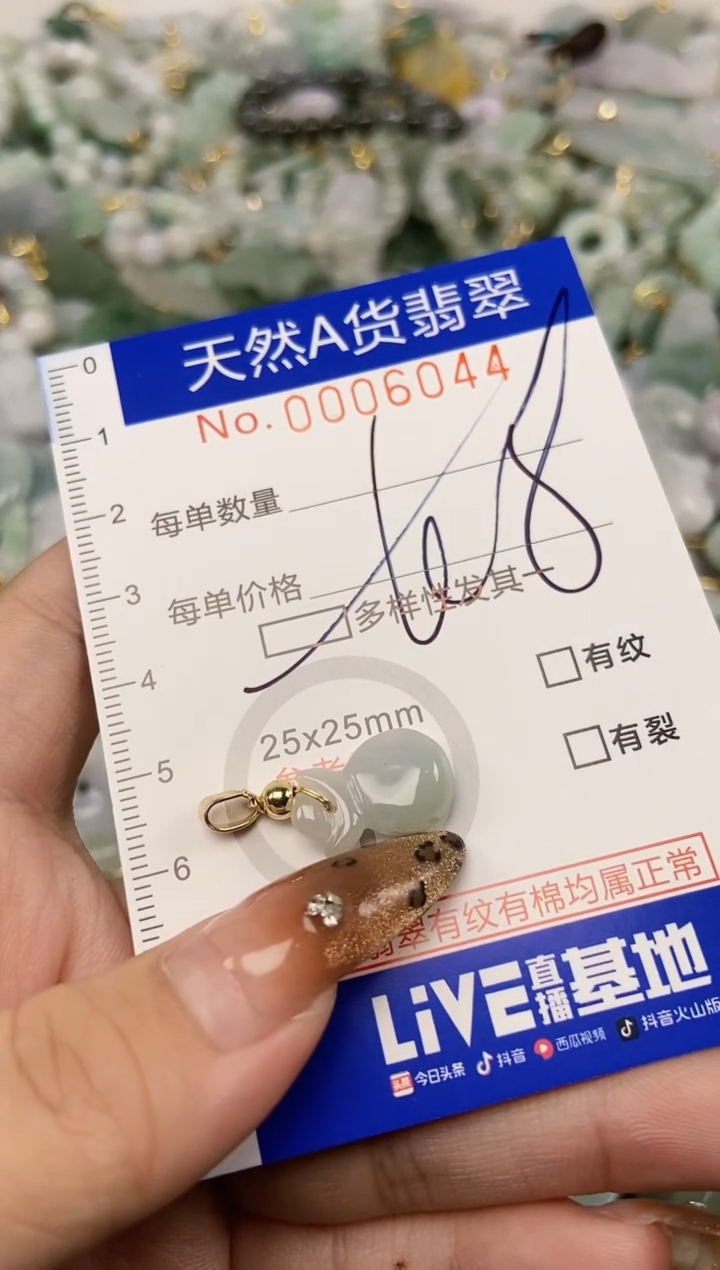 天然A货翡翠
No. 0006044
每单数量
每单价格
68
多样性发其一
有纹
有裂
25x25mm
参考
翡翠有纹有棉均属正常
LiVE直播基地
今日头条 抖音 西瓜视频 抖音火山版
0
1
2
3
4
5
6